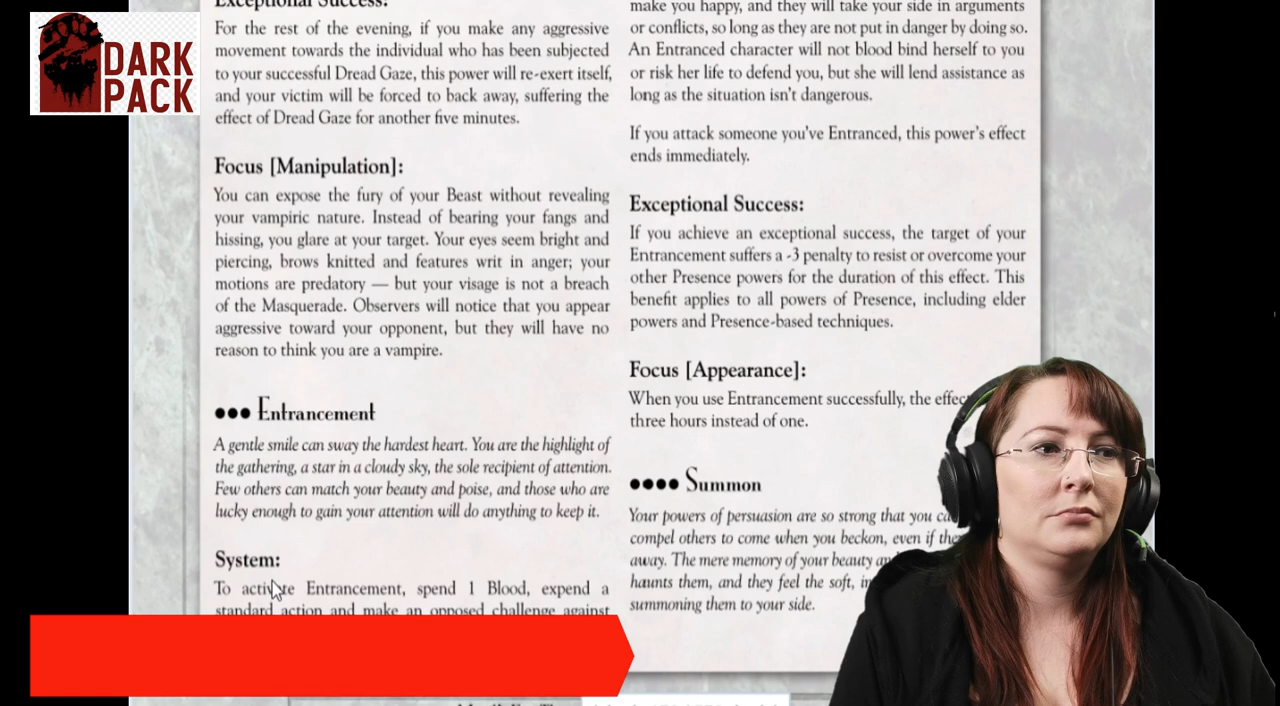 DARK
PACK
Exceptional Success:
For the rest of the evening, if you make any aggressive
movement towards the individual who has been subjected
to your successful Dread Gaze, this power will re-exert itself,
and your victim will be forced to back away, suffering the
effect of Dread Gaze for another five minutes.
Focus [Manipulation]:
You can expose the fury of your Beast without revealing
your vampiric nature. Instead of bearing your fangs and
hissing, you glare at your target. Your eyes seem bright and
piercing, brows knitted and features writ in anger; your
motions are predatory — but your visage is not a breach
of the Masquerade. Observers will notice that you appear
aggressive toward your opponent, but they will have no
reason to think you are a vampire.
●●● Entrancement
A gentle smile can sway the hardest heart. You are the highlight of
the gathering, a star in a cloudy sky, the sole recipient of attention.
Few others can match your beauty and poise, and those who are
lucky enough to gain your attention will do anything to keep it.
System:
To activate Entrancement, spend 1 Blood, expend a
standard action and make an opposed challenge against
make you happy, and they will take your side in arguments
or conflicts, so long as they are not put in danger by doing so.
An Entranced character will not blood bind herself to you
or risk her life to defend you, but she will lend assistance as
long as the situation isn't dangerous.
If you attack someone you've Entranced, this power's effect
ends immediately.
Exceptional Success:
If you achieve an exceptional success, the target of your
Entrancement suffers a -3 penalty to resist or overcome your
other Presence powers for the duration of this effect. This
benefit applies to all powers of Presence, including elder
powers and Presence-based techniques.
Focus [Appearance]:
When you use Entrancement successfully, the effec
three hours instead of one.
●●●● Summon
Your powers of persuasion are so strong that you ca
compel others to come when you beckon, even if the
away. The mere memory of your beauty an
haunts them, and they feel the soft, in
summoning them to your side.